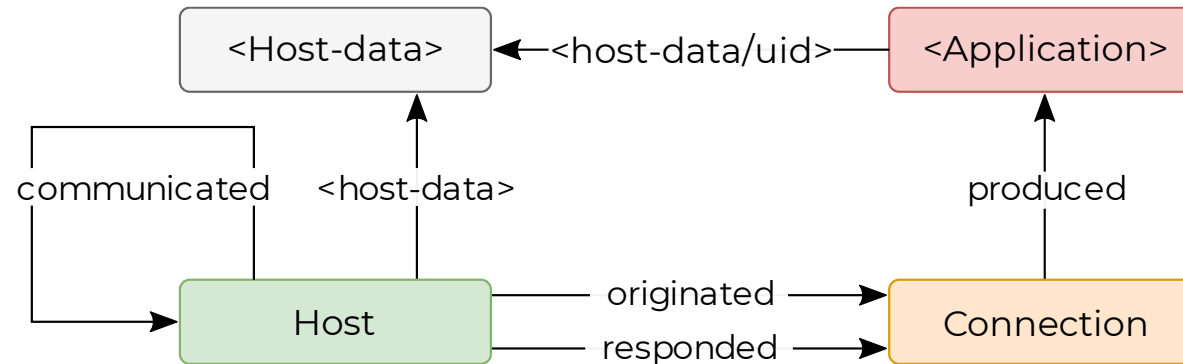 <Host-data>
<host-data/uid>
<Application>
communicated
<host-data>
produced
Host
originated
responded
Connection